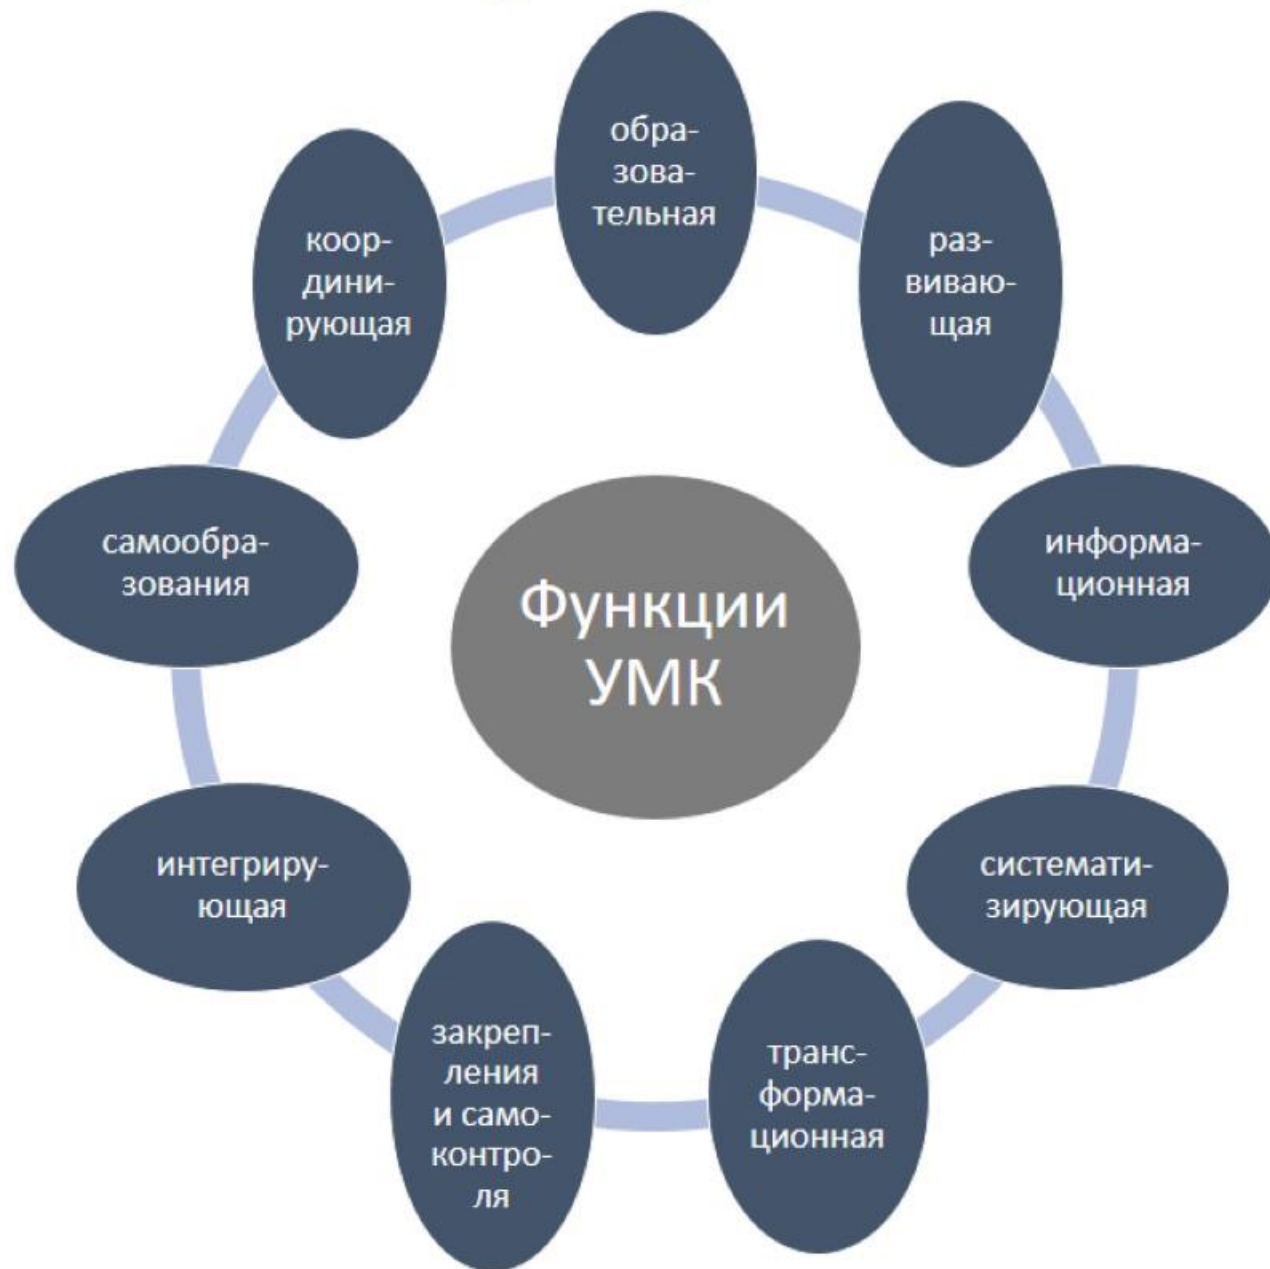 обра-
зова-
тельная
раз-
виваю-
щая
информа-
ционная
системати-
зирующая
транс-
форма-
ционная
закреп-
ления
и само-
контро-
ля
интегриру-
ющая
самообра-
зования
коор-
дини-
рующая
Функции
УМК